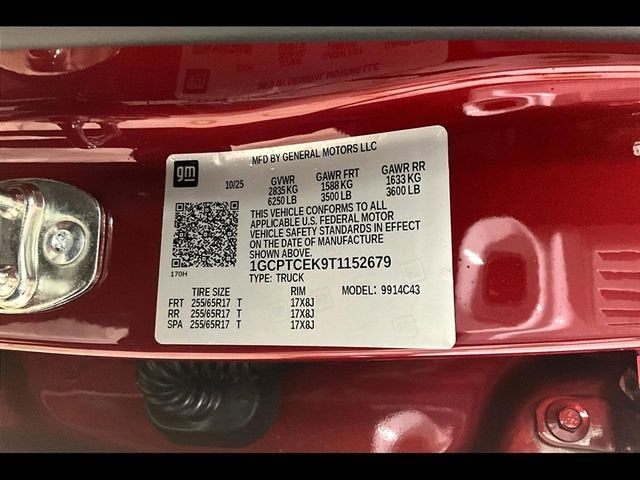 MFD BY GENERAL MOTORS LLC
gm
10/25 GVWR GAWR FRT GAWR RR
2835 KG 1588 KG 1633 KG
6250 LB 3500 LB 3600 LB
THIS VEHICLE CONFORMS TO ALL
APPLICABLE U.S. FEDERAL MOTOR
VEHICLE SAFETY STANDARDS IN EFFECT
ON THE DATE OF MANUFACTURE
SHOWN ABOVE.
170H
1GCPTCEK9T1152679
TYPE: TRUCK
TIRE SIZE RIM MODEL: 9914C43
FRT 255/65R17 T 17X8J
RR 255/65R17 T 17X8J
SPA 255/65R17 T 17X8J